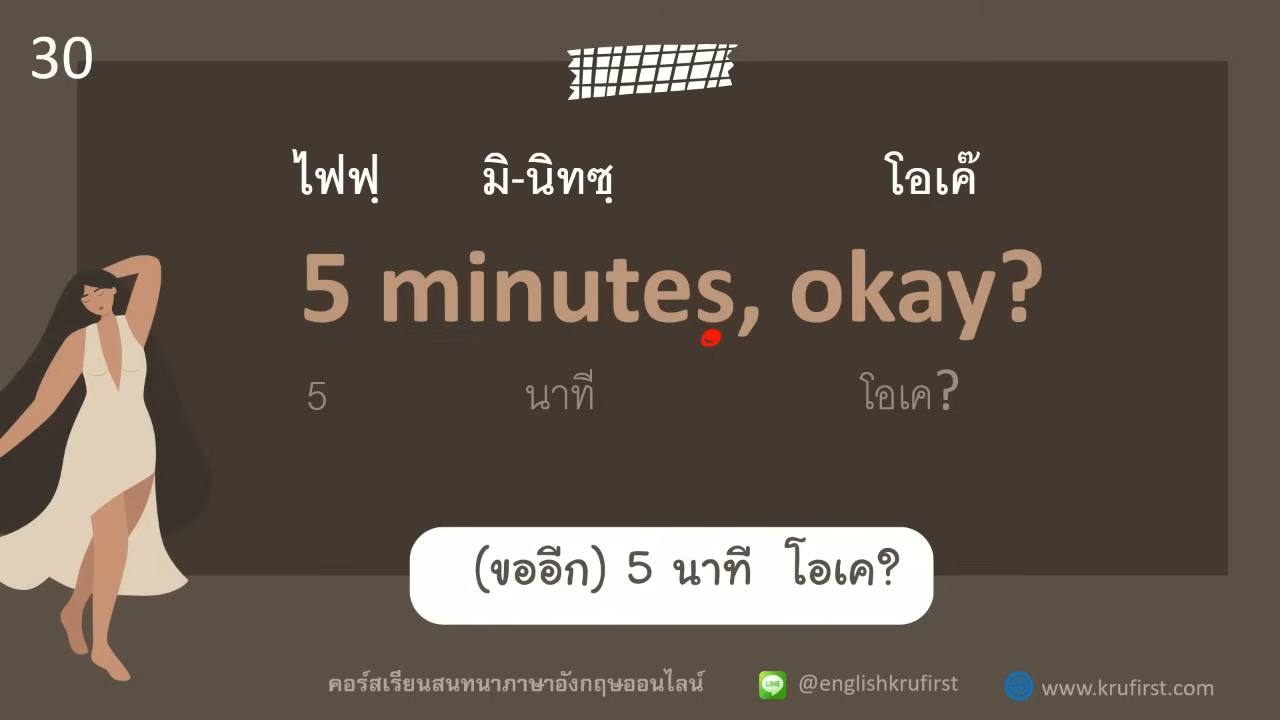 30
ไฟฟฺ มิ-นิทซฺ โอเค๊
5 minutes, okay?
5 นาที โอเค?
(ขออีก) 5 นาที โอเค?
คอร์สเรียนสนทนาภาษาอังกฤษออนไลน์ LINE @englishkrufirst www.krufirst.com